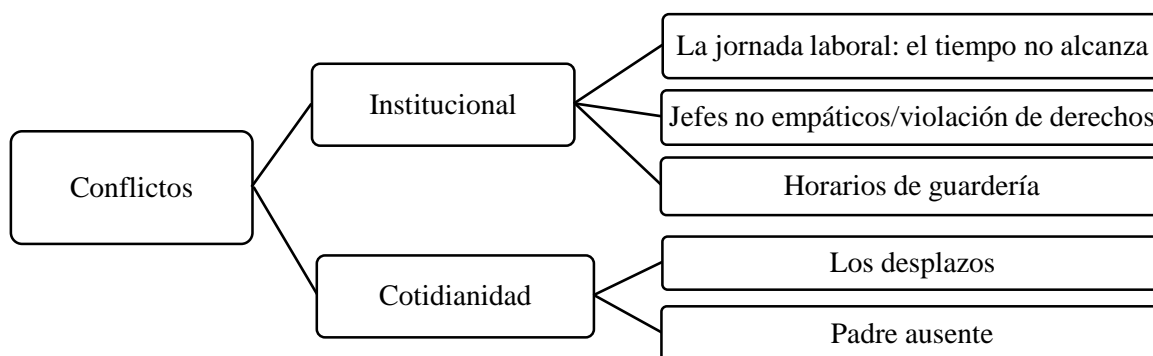 La jornada laboral: el tiempo no alcanza
Institucional
Jefes no empáticos/violación de derechos
Conflictos
Horarios de guardería
Los desplazos
Cotidianidad
Padre ausente